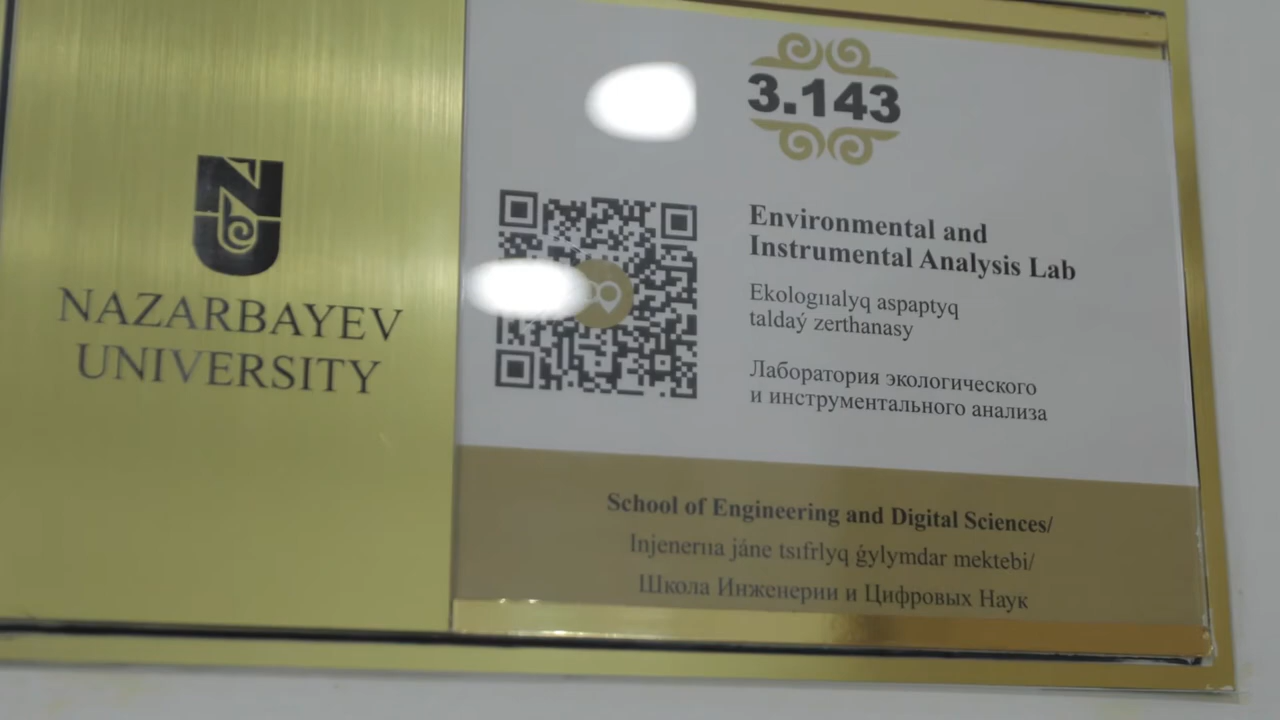 NAZARBAYEV
UNIVERSITY
3.143
Environmental and
Instrumental Analysis Lab
Ekologııalyq aspaptyq
taldaý zerthanasy
Лаборатория экологического
и инструментального анализа
School of Engineering and Digital Sciences/
Injenerııa jáne tsıfrlyq ǵylymdar mektebi/
Школа Инженерии и Цифровых Наук